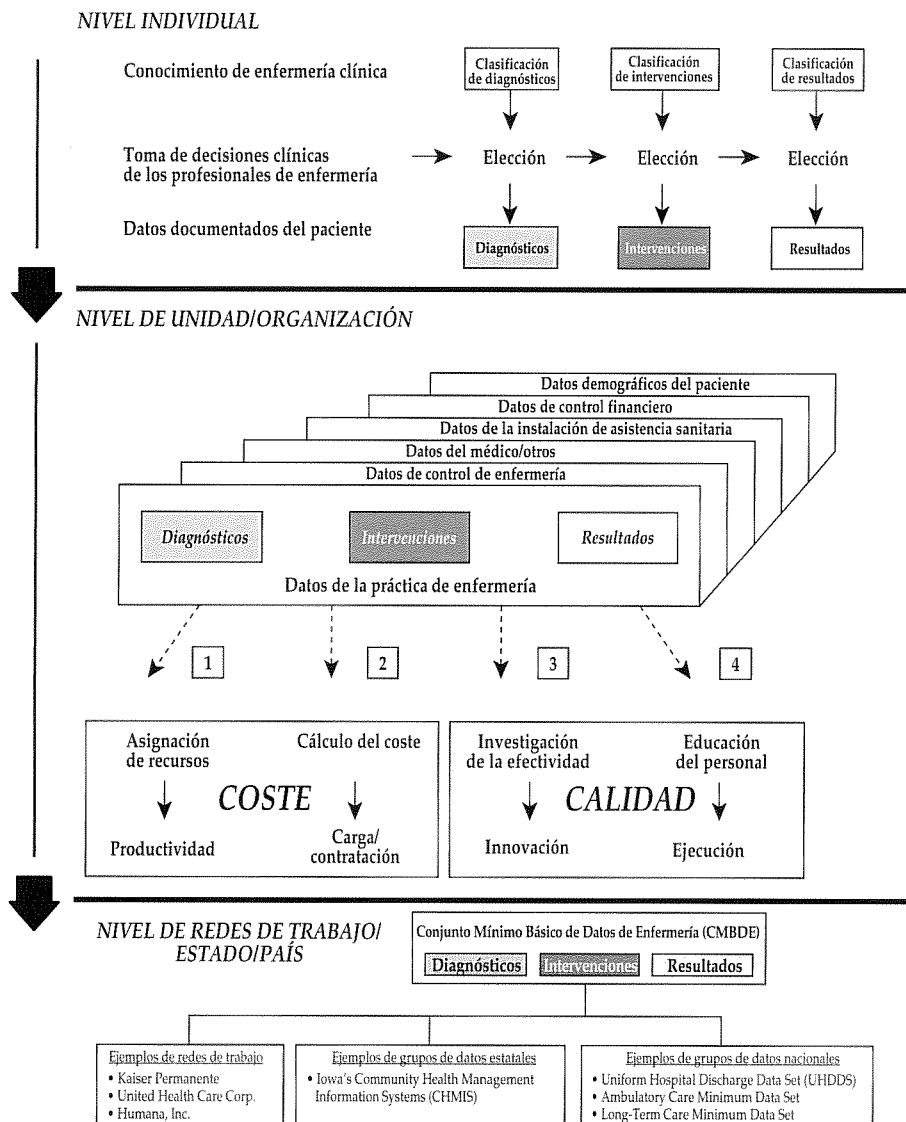 NIVEL INDIVIDUAL
Conocimiento de enfermería clínica
Clasificación
de diagnósticos
Clasificación
de intervenciones
Clasificación
de resultados
Toma de decisiones clínicas
de los profesionales de enfermería
Elección
Elección
Elección
Datos documentados del paciente
Diagnósticos
Intervenciones
Resultados
NIVEL DE UNIDAD/ORGANIZACIÓN
Datos demográficos del paciente
Datos de control financiero
Datos de la instalación de asistencia sanitaria
Datos del médico/otros
Datos de control de enfermería
Diagnósticos
Intervenciones
Resultados
Datos de la práctica de enfermería
1
2
3
4
Asignación
de recursos
Cálculo del coste
COSTE
Productividad
Carga/
contratación
Investigación
de la efectividad
Educación
del personal
CALIDAD
Innovación
Ejecución
NIVEL DE REDES DE TRABAJO/
ESTADO/PAÍS
Conjunto Mínimo Básico de Datos de Enfermería (CMBDE)
Diagnósticos
Intervenciones
Resultados
Ejemplos de redes de trabajo
• Kaiser Permanente
• United Health Care Corp.
• Humana, Inc.
Ejemplos de grupos de datos estatales
• Iowa's Community Health Management
Information Systems (CHMIS)
Ejemplos de grupos de datos nacionales
• Uniform Hospital Discharge Data Set (UHDDS)
• Ambulatory Care Minimum Data Set
• Long-Term Care Minimum Data Set